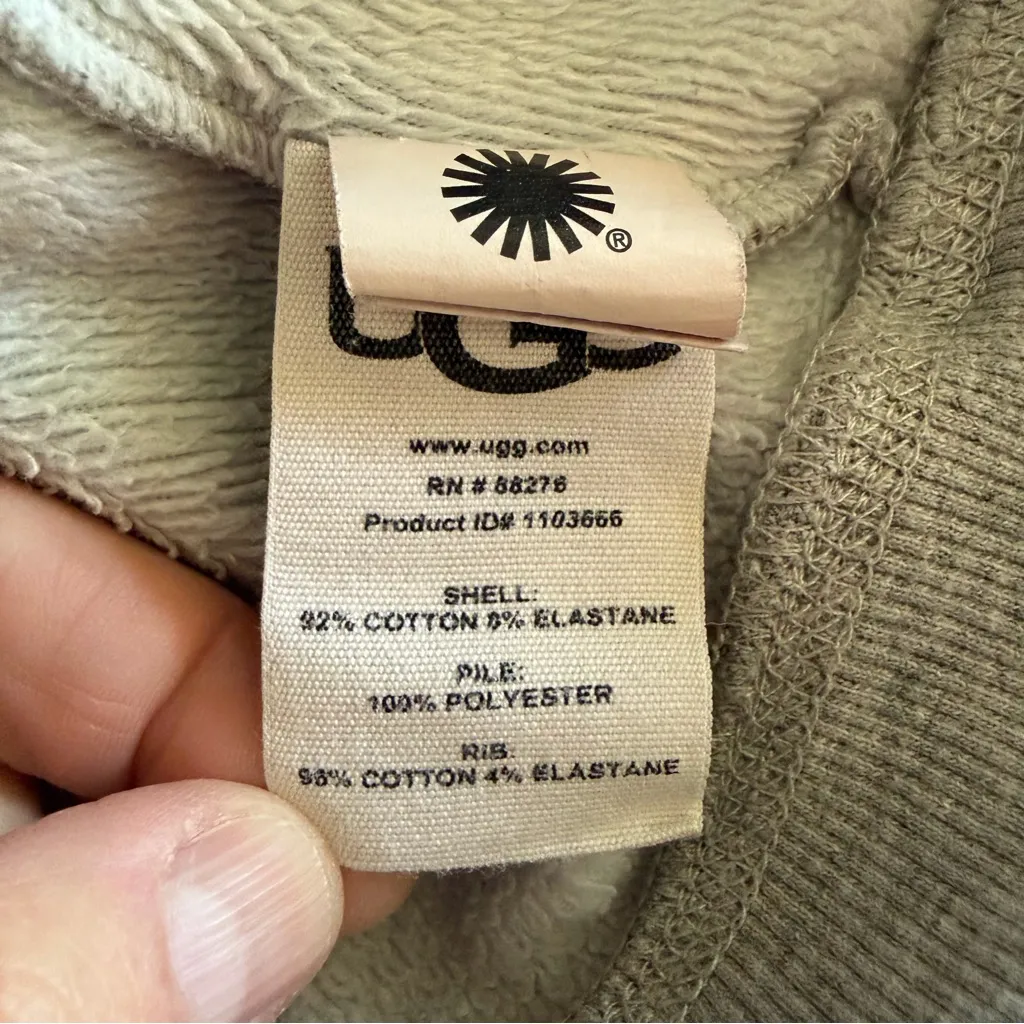 ®
UGG
www.ugg.com
RN # 88276
Product ID# 1103666
SHELL:
92% COTTON 8% ELASTANE
PILE:
100% POLYESTER
RIB:
96% COTTON 4% ELASTANE